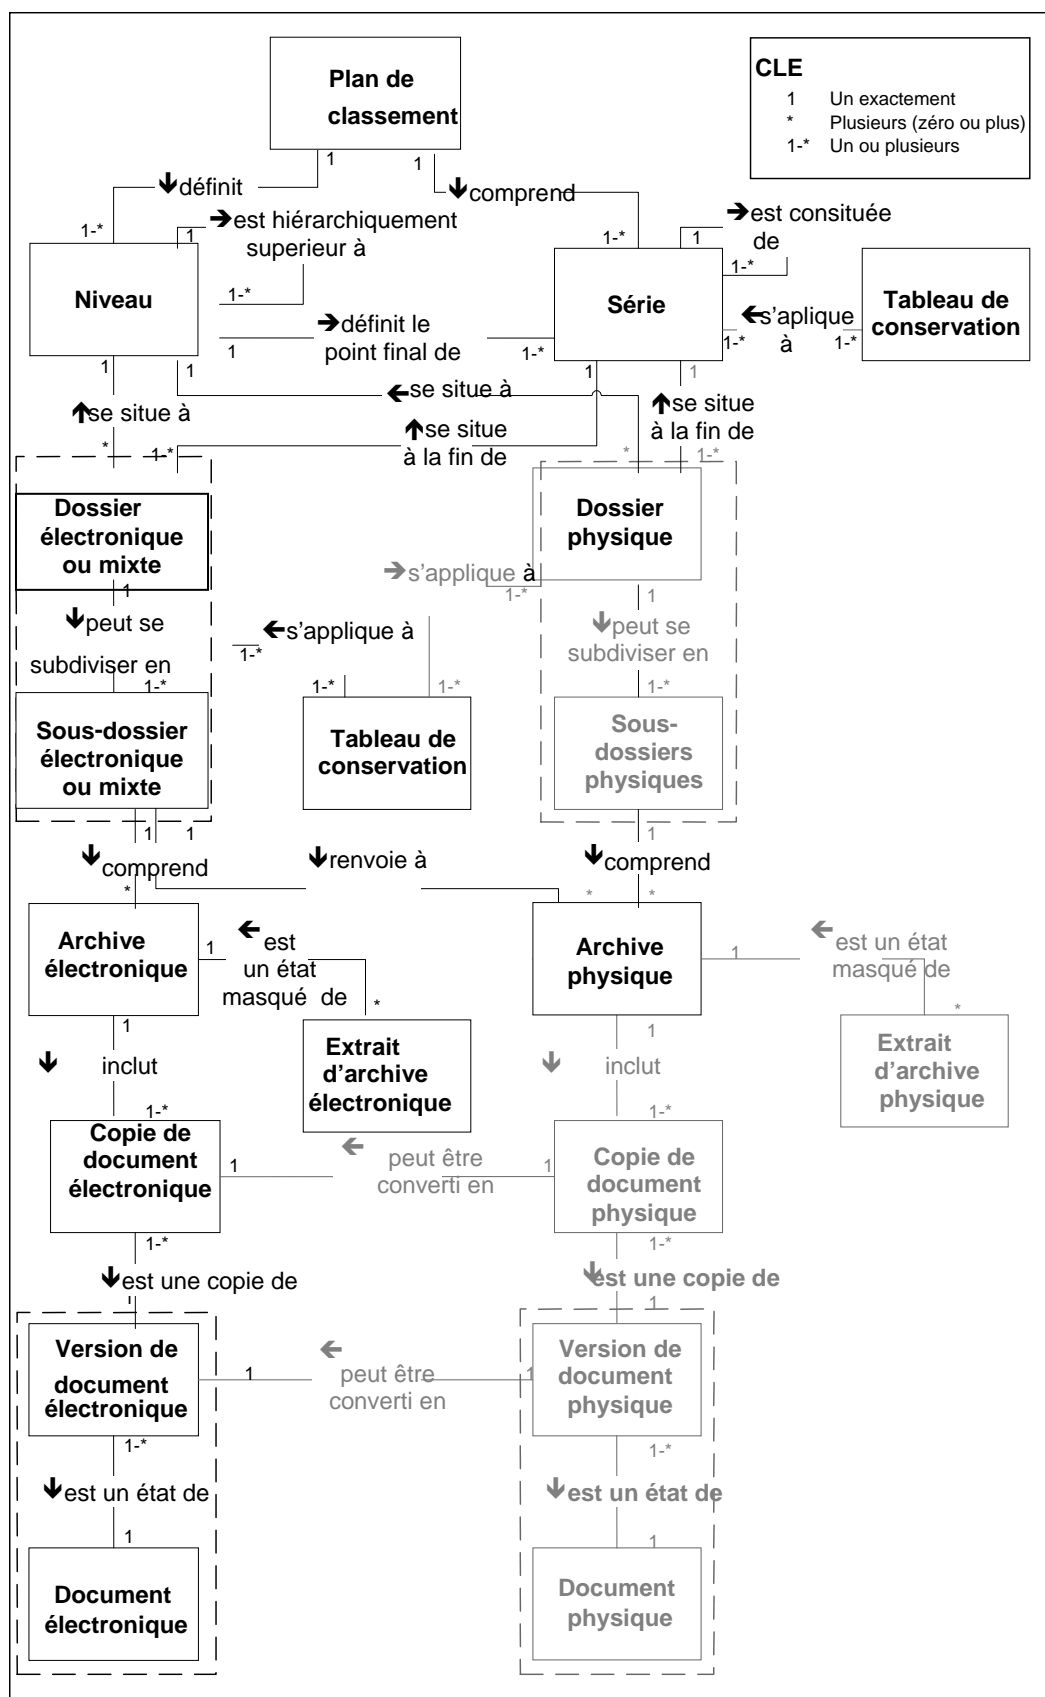 Plan de
classement
CLE
1 Un exactement
* Plusieurs (zéro ou plus)
1-* Un ou plusieurs
1
1
définit
comprend
1-*
1
est hiérarchiquement
superieur à
1-*
1
est consituée
de
1-*
Niveau
1-*
Série
Tableau de
conservation
s'aplique
à
1-*
1-*
1
définit le
point final de
1-*
1
1
1
1
se situe à
se situe à
se situe
à la fin de
se situe
à la fin de
*
1-*
*
1-*
Dossier
électronique
ou mixte
Dossier
physique
s'applique à
1-*
1
1
peut se
subdiviser en
s'applique à
1-*
peut se
subdiviser en
1-*
1-*
1-*
1-*
Sous-dossier
électronique
ou mixte
Tableau de
conservation
Sous-
dossiers
physiques
1
1
1
comprend
renvoie à
comprend
*
*
*
Archive
électronique
1
est
un état
masqué de
*
Archive
physique
1
est un état
masqué de
*
1
Extrait
d'archive
électronique
1
Extrait
d'archive
physique
inclut
inclut
1-*
1-*
Copie de
document
électronique
1
peut être
converti en
1
Copie de
document
physique
1-*
1-*
est une copie de
est une copie de
1
1
Version de
document
électronique
1
peut être
converti en
1
Version de
document
physique
1-*
1-*
est un état de
est un état de
1
1
Document
électronique
Document
physique